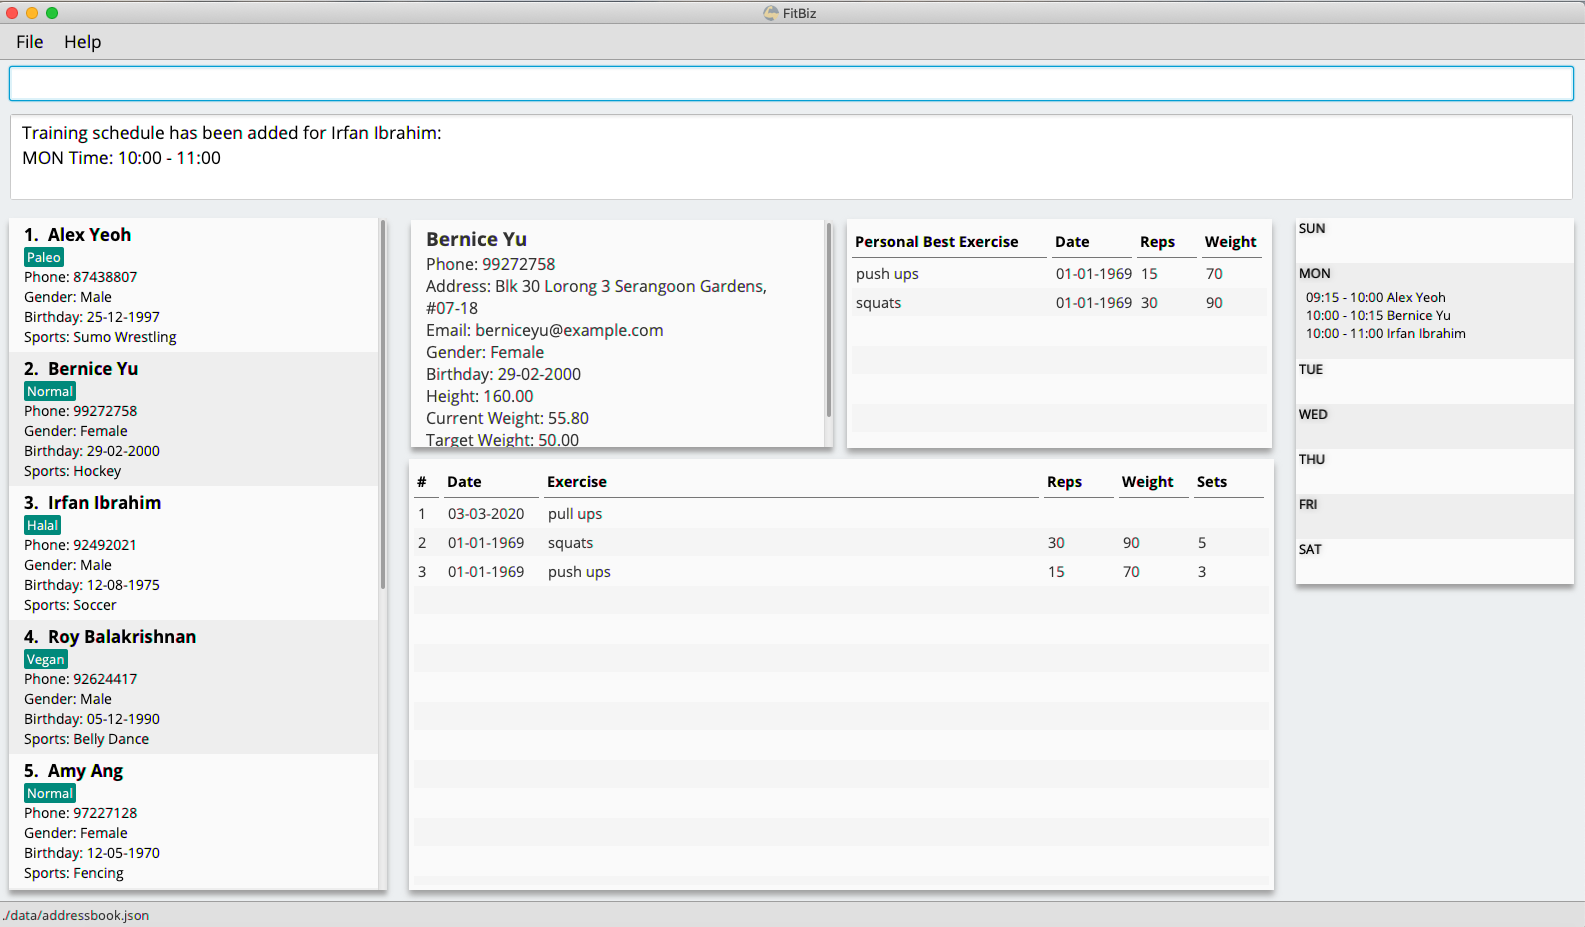 FitBiz
File Help
Training schedule has been added for Irfan Ibrahim:
MON Time: 10:00 - 11:00
1. Alex Yeoh
Paleo
Phone: 87438807
Gender: Male
Birthday: 25-12-1997
Sports: Sumo Wrestling
2. Bernice Yu
Normal
Phone: 99272758
Gender: Female
Birthday: 29-02-2000
Sports: Hockey
3. Irfan Ibrahim
Halal
Phone: 92492021
Gender: Male
Birthday: 12-08-1975
Sports: Soccer
4. Roy Balakrishnan
Vegan
Phone: 92624417
Gender: Male
Birthday: 05-12-1990
Sports: Belly Dance
5. Amy Ang
Normal
Phone: 97227128
Gender: Female
Birthday: 12-05-1970
Sports: Fencing
Bernice Yu
Phone: 99272758
Address: Blk 30 Lorong 3 Serangoon Gardens,
#07-18
Email: berniceyu@example.com
Gender: Female
Birthday: 29-02-2000
Height: 160.00
Current Weight: 55.80
Target Weight: 50.00
Personal Best Exercise Date Reps Weight
push ups 01-01-1969 15 70
squats 01-01-1969 30 90
# Date Exercise Reps Weight Sets
1 03-03-2020 pull ups
2 01-01-1969 squats 30 90 5
3 01-01-1969 push ups 15 70 3
SUN
MON
09:15 - 10:00 Alex Yeoh
10:00 - 10:15 Bernice Yu
10:00 - 11:00 Irfan Ibrahim
TUE
WED
THU
FRI
SAT
./data/addressbook.json